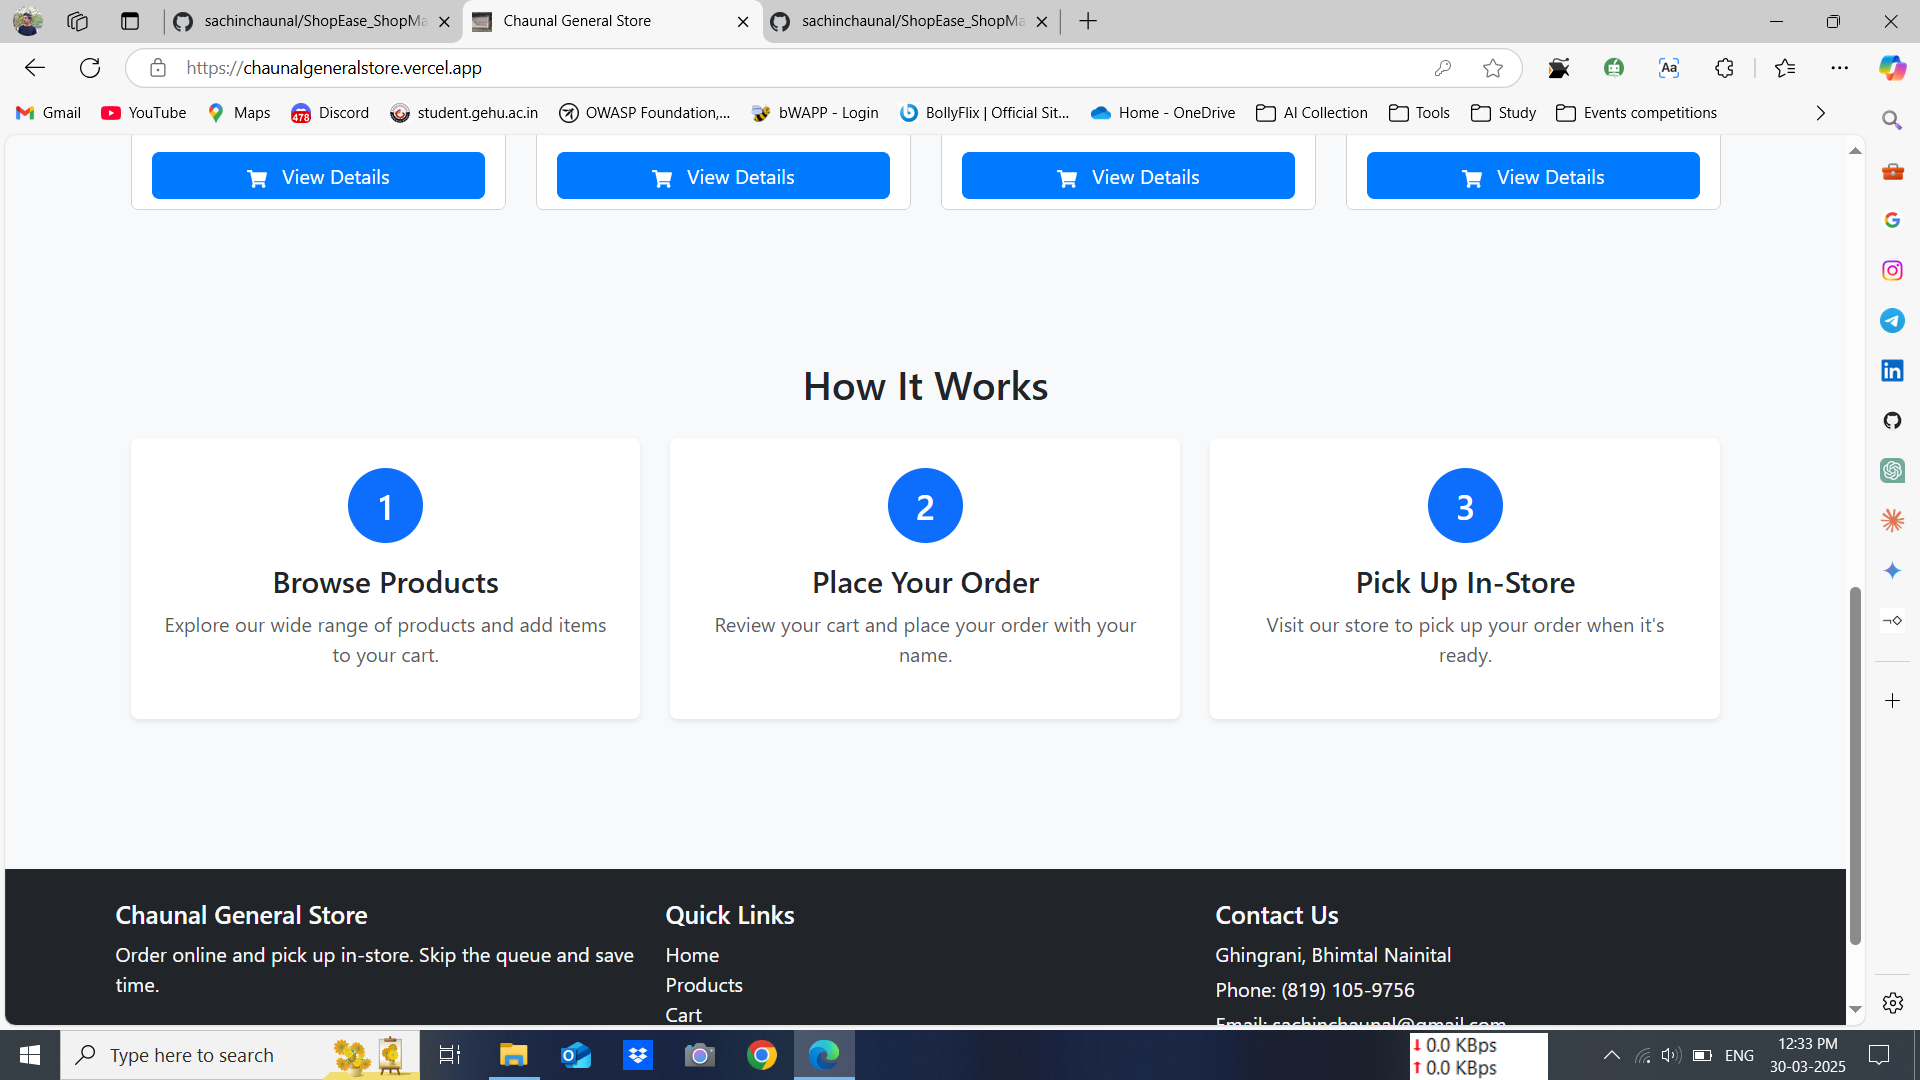 sachinchaunal/ShopEase_ShopMa
Chaunal General Store
sachinchaunal/ShopEase_ShopMa
https://chaunalgeneralstore.vercel.app
Aa
Gmail
YouTube
Maps
478
Discord
student.gehu.ac.in
OWASP Foundation,...
bWAPP - Login
BollyFlix | Official Sit...
Home - OneDrive
AI Collection
Tools
Study
Events competitions
View Details
View Details
View Details
View Details
How It Works
1
Browse Products
Explore our wide range of products and add items
to your cart.
2
Place Your Order
Review your cart and place your order with your
name.
3
Pick Up In-Store
Visit our store to pick up your order when it's
ready.
Chaunal General Store
Order online and pick up in-store. Skip the queue and save
time.
Quick Links
Home
Products
Cart
Contact Us
Ghingrani, Bhimtal Nainital
Phone: (819) 105-9756
Email: sachinchaunal@gmail.com
Type here to search
0.0 KBps
0.0 KBps
ENG
12:33 PM
30-03-2025